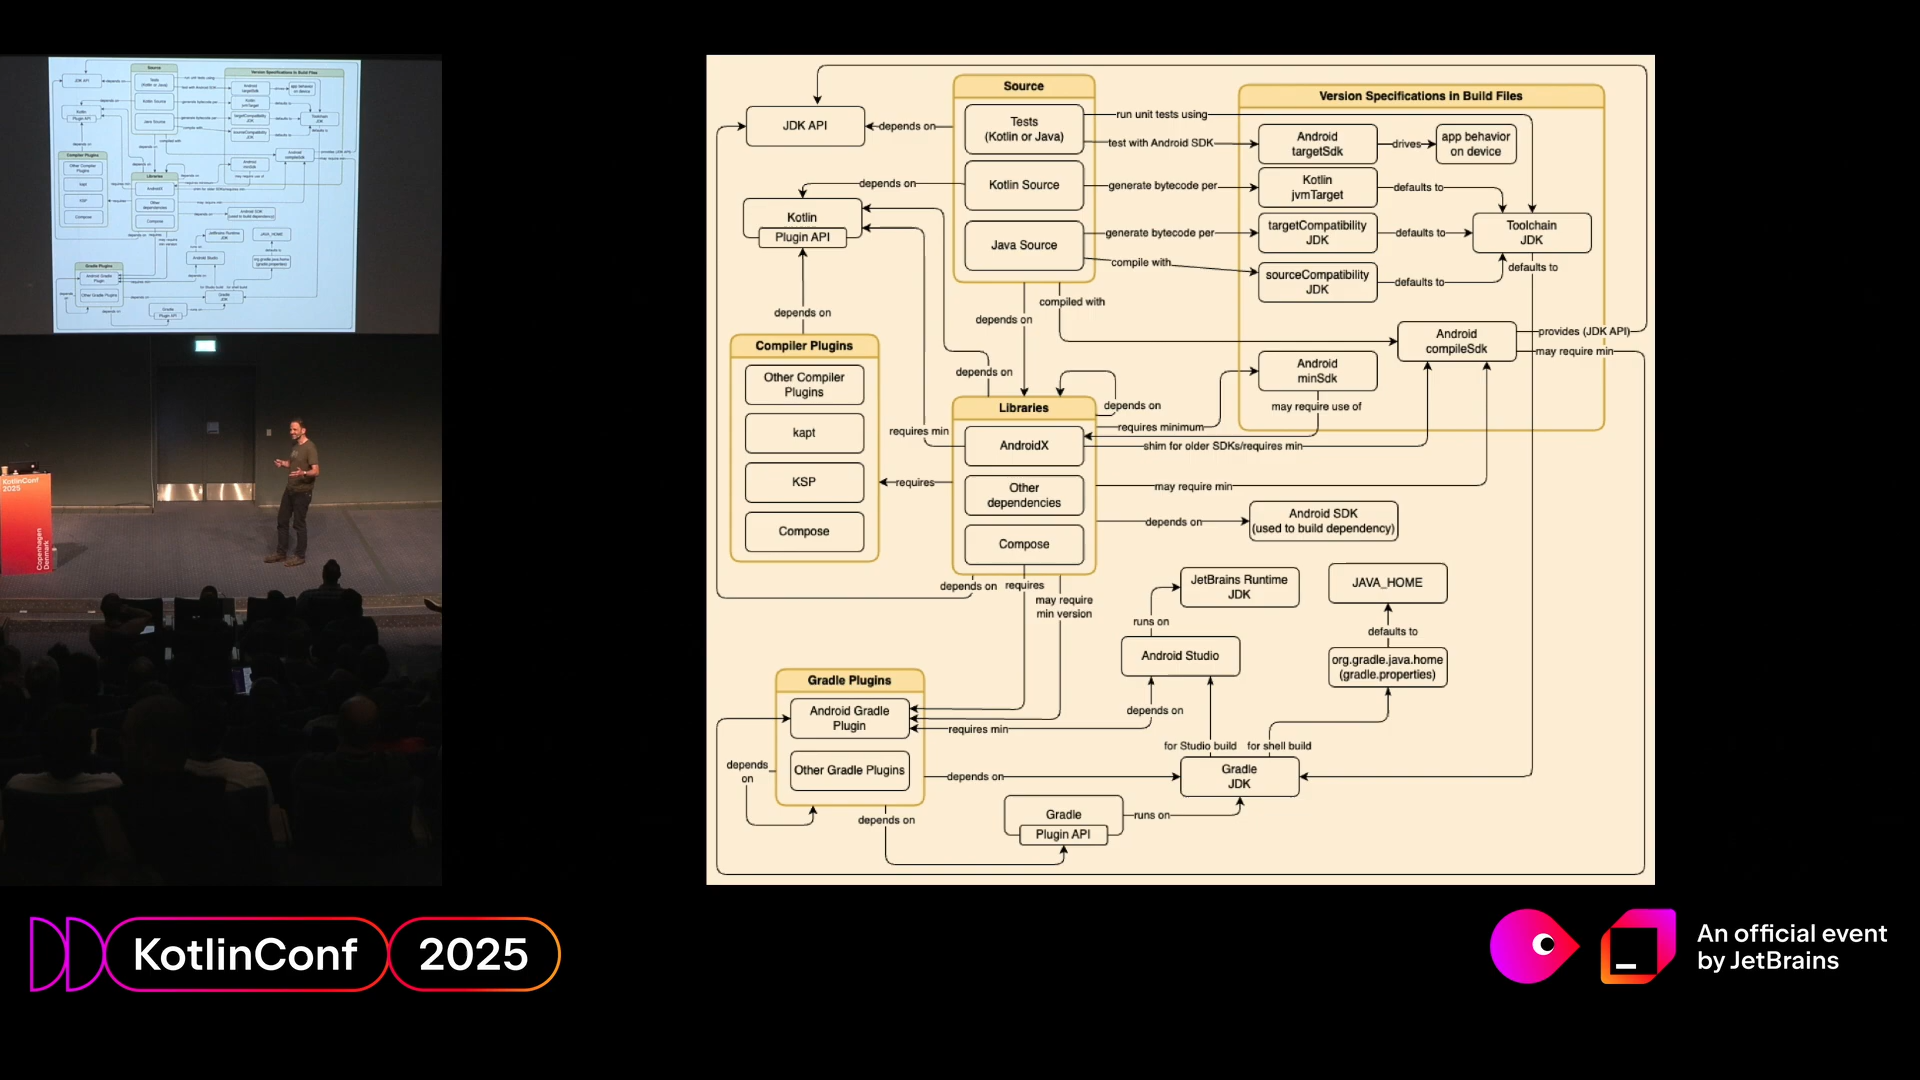 Source
Version Specifications in Build Files
JDK API
depends on
Tests
(Kotlin or Java)
run unit tests using
test with Android SDK
Android
targetSdk
drives
app behavior
on device
depends on
Kotlin Source
generate bytecode per
Kotlin
jvmTarget
defaults to
Kotlin
Plugin API
Java Source
generate bytecode per
targetCompatibility
JDK
defaults to
Toolchain
JDK
compile with
sourceCompatibility
JDK
defaults to
defaults to
compiled with
depends on
depends on
Android
compileSdk
provides (JDK API)
may require min
Compiler Plugins
Other Compiler
Plugins
kapt
KSP
Compose
depends on
Android
minSdk
may require use of
depends on
Libraries
requires minimum
requires min
AndroidX
shim for older SDKs/requires min
requires
Other
dependencies
may require min
Compose
depends on
Android SDK
(used to build dependency)
depends on
requires
may require
min version
JetBrains Runtime
JDK
JAVA_HOME
runs on
defaults to
Android Studio
org.gradle.java.home
(gradle.properties)
Gradle Plugins
Android Gradle
Plugin
depends on
requires min
for Studio build
for shell build
depends
on
Other Gradle Plugins
depends on
Gradle
JDK
depends on
Gradle
Plugin API
runs on
KotlinConf
2025
Copenhagen
Denmark
KotlinConf
2025
An official event
by JetBrains